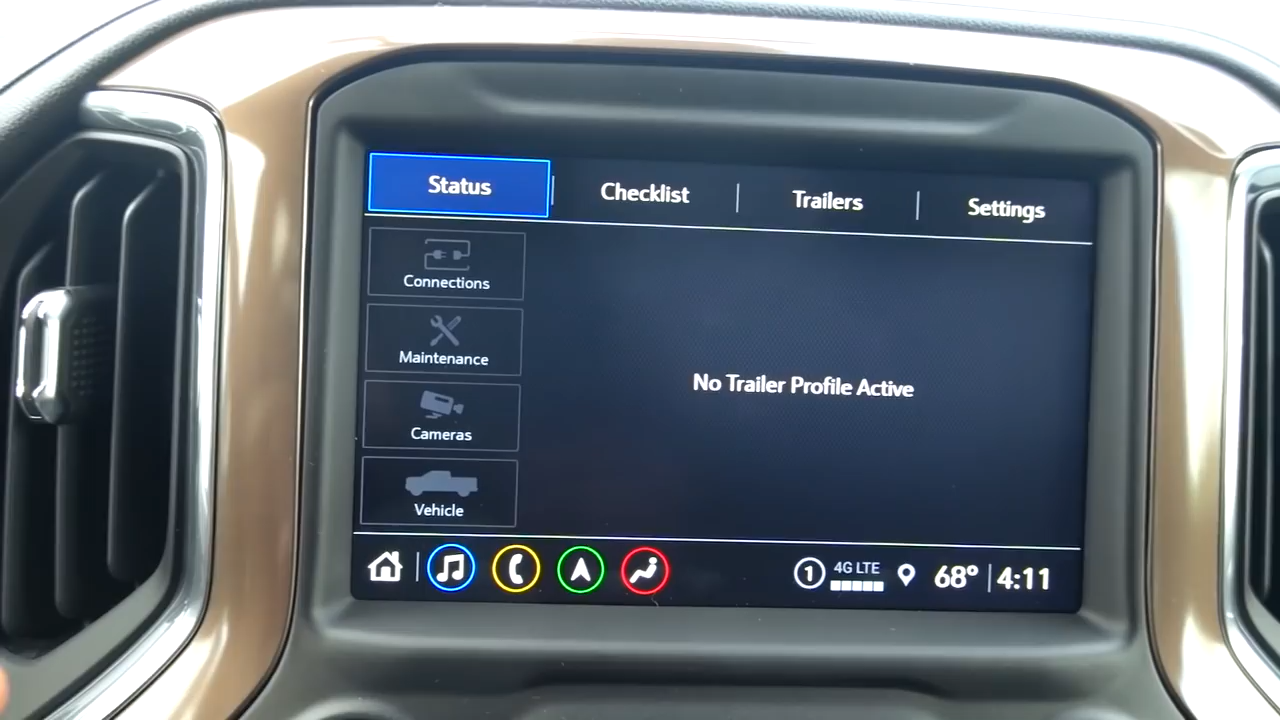 Status
Checklist
Trailers
Settings
Connections
Maintenance
Cameras
Vehicle
No Trailer Profile Active
1
4G LTE
68°
4:11